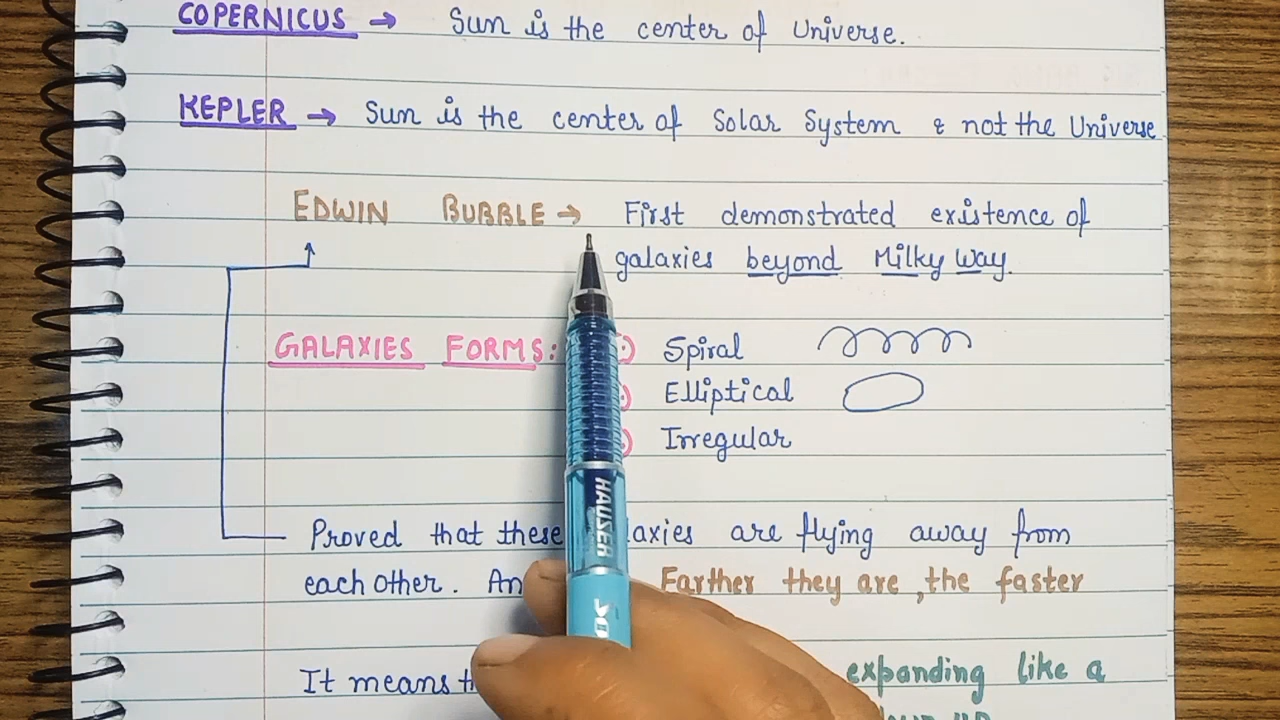 COPERNICUS → Sun is the center of Universe.
KEPLER → Sun is the center of Solar System & not the Universe
EDWIN BUBBLE → First demonstrated existence of
galaxies beyond Milky Way.
GALAXIES FORMS: Spiral
Elliptical
Irregular
Proved that these are flying away from
each other. Farther they are, the faster
It means expanding like a
HAUSER